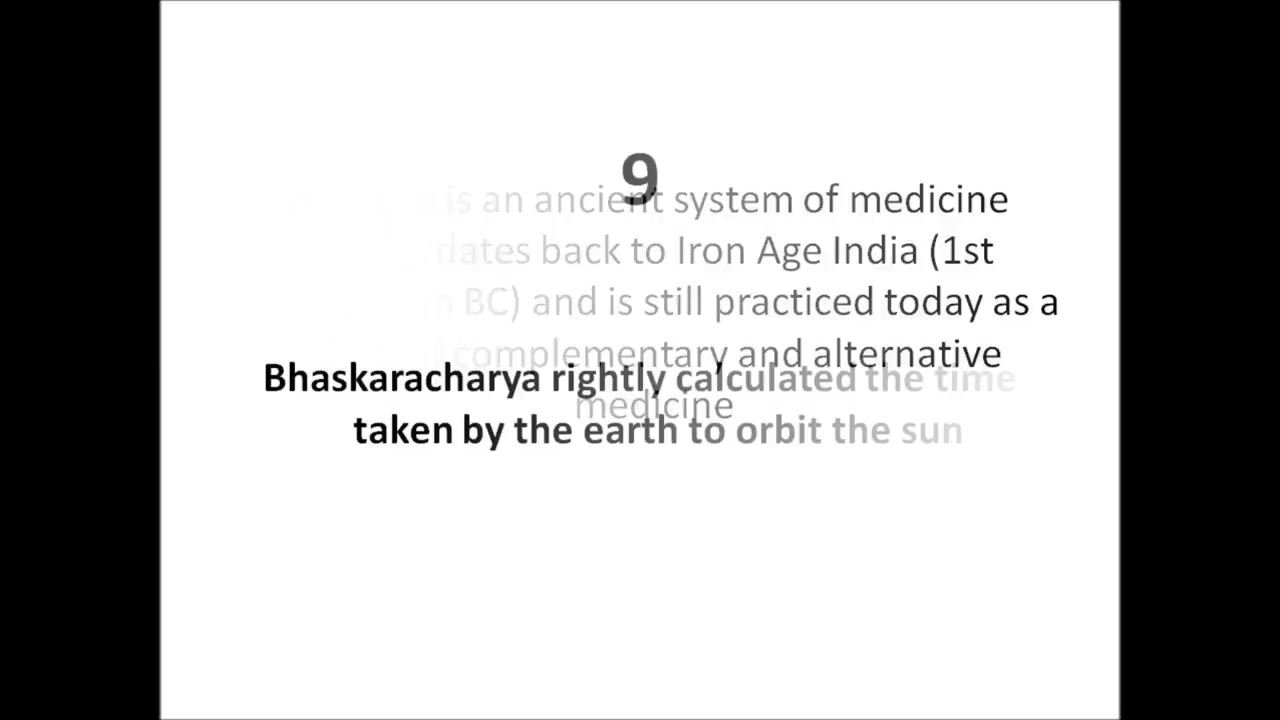 9
is an ancient system of medicine
dates back to Iron Age India (1st
BC) and is still practiced today as a
complementary and alternative
medicine
Bhaskaracharya rightly calculated the time
taken by the earth to orbit the sun